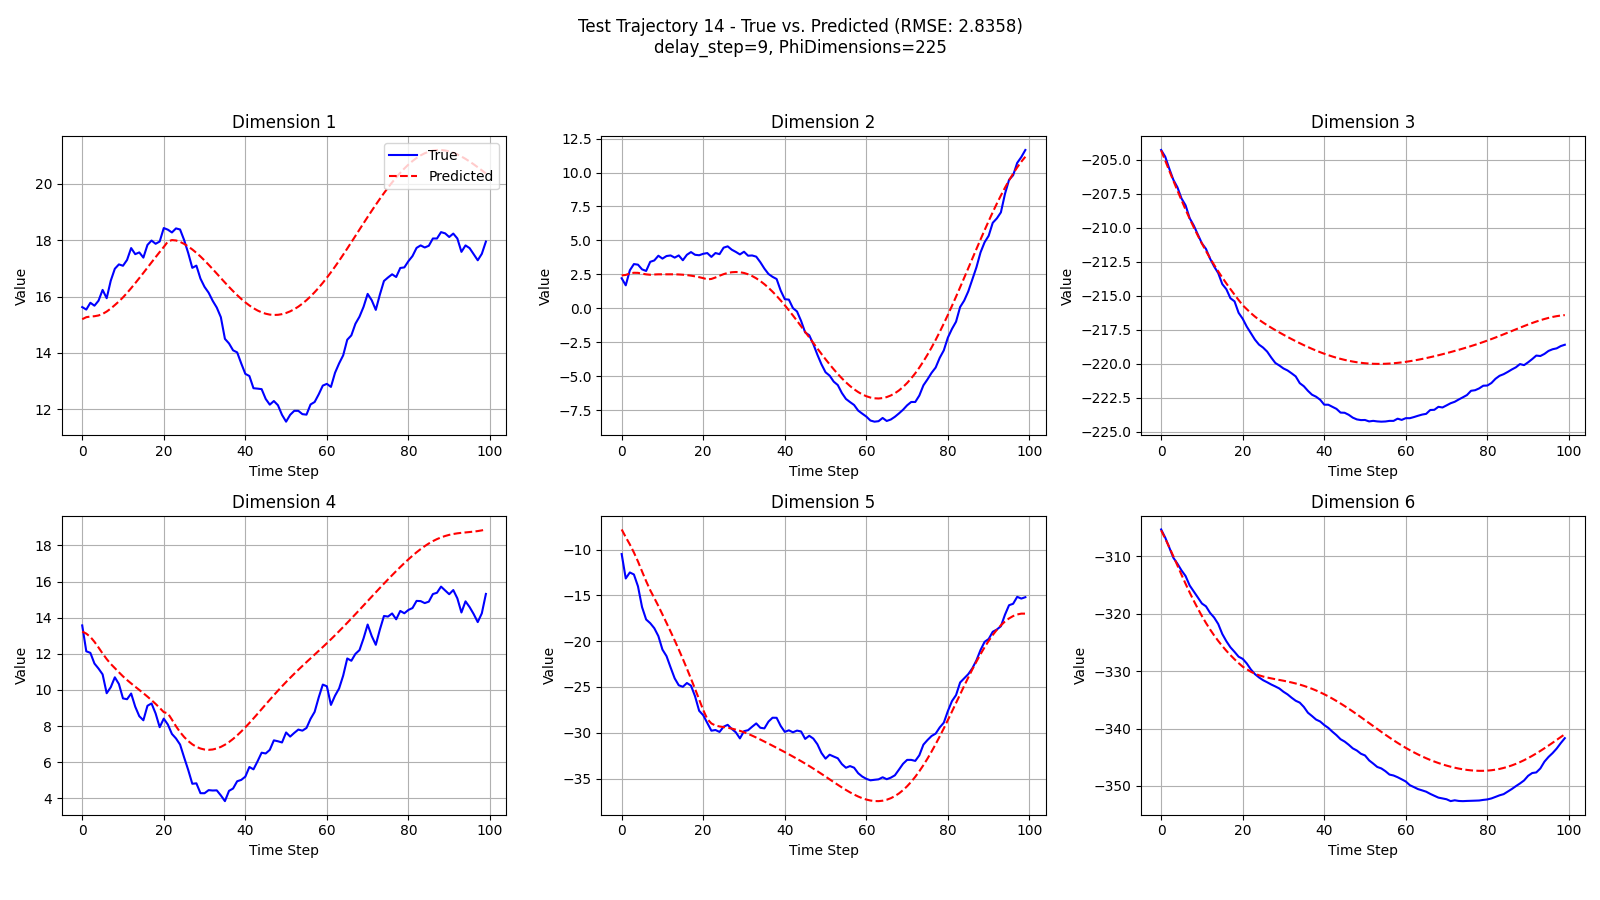 Test Trajectory 14 - True vs. Predicted (RMSE: 2.8358)
delay_step=9, PhiDimensions=225
Dimension 1
True
Predicted
20
18
16
14
12
Value
0 20 40 60 80 100
Time Step
Dimension 2
12.5
10.0
7.5
5.0
2.5
0.0
−2.5
−5.0
−7.5
Value
0 20 40 60 80 100
Time Step
Dimension 3
−205.0
−207.5
−210.0
−212.5
−215.0
−217.5
−220.0
−222.5
−225.0
Value
0 20 40 60 80 100
Time Step
Dimension 4
18
16
14
12
10
8
6
4
Value
0 20 40 60 80 100
Time Step
Dimension 5
−10
−15
−20
−25
−30
−35
Value
0 20 40 60 80 100
Time Step
Dimension 6
−310
−320
−330
−340
−350
Value
0 20 40 60 80 100
Time Step